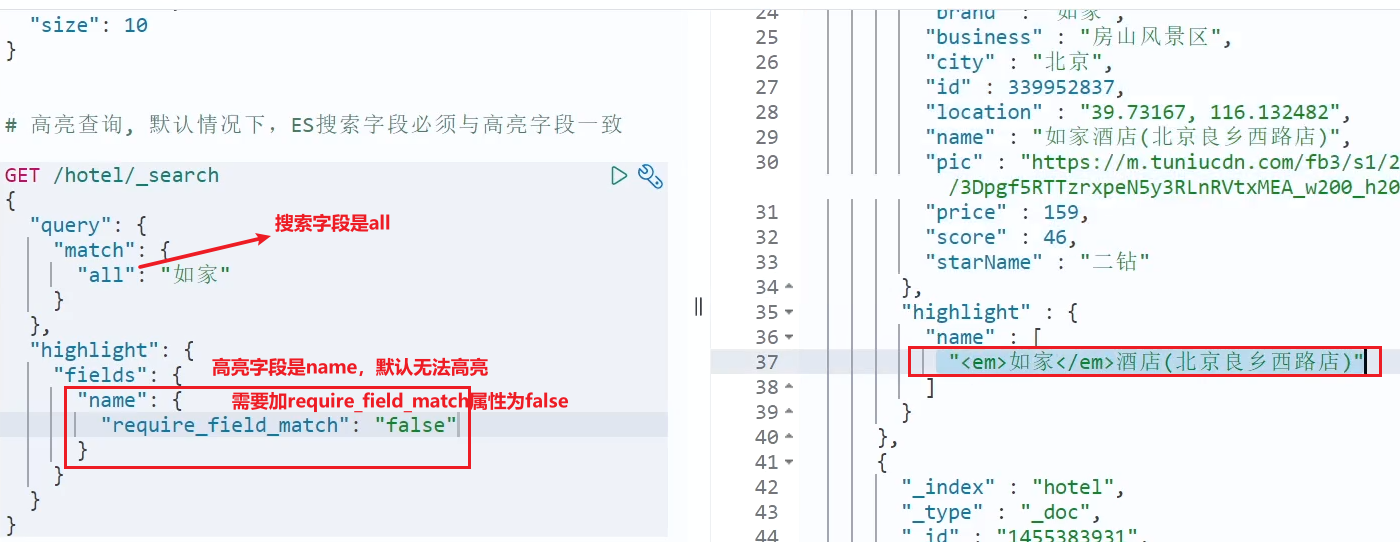 "size": 10
}
# 高亮查询, 默认情况下，ES搜索字段必须与高亮字段一致
GET /hotel/_search
{
"query": {
搜索字段是all
"match": {
"all": "如家"
}
},
"highlight": {
高亮字段是name，默认无法高亮
"fields": {
"name": {
需要加require_field_match属性为false
"require_field_match": "false"
}
}
}
}
24 "brand" : "如家",
25 "business" : "房山风景区",
26 "city" : "北京",
27 "id" : 339952837,
28 "location" : "39.73167, 116.132482",
29 "name" : "如家酒店(北京良乡西路店)",
30 "pic" : "https://m.tuniucdn.com/fb3/s1/2
/3Dpgf5RTTzrxpeN5y3RLnRVtxMEA_w200_h20
31 "price" : 159,
32 "score" : 46,
33 "starName" : "二钻"
34 },
35 "highlight" : {
36 "name" : [
37 "<em>如家</em>酒店(北京良乡西路店)"
38 ]
39 }
40 },
41 {
42 "_index" : "hotel",
43 "_type" : "_doc",
44 "_id" : "1455383931",